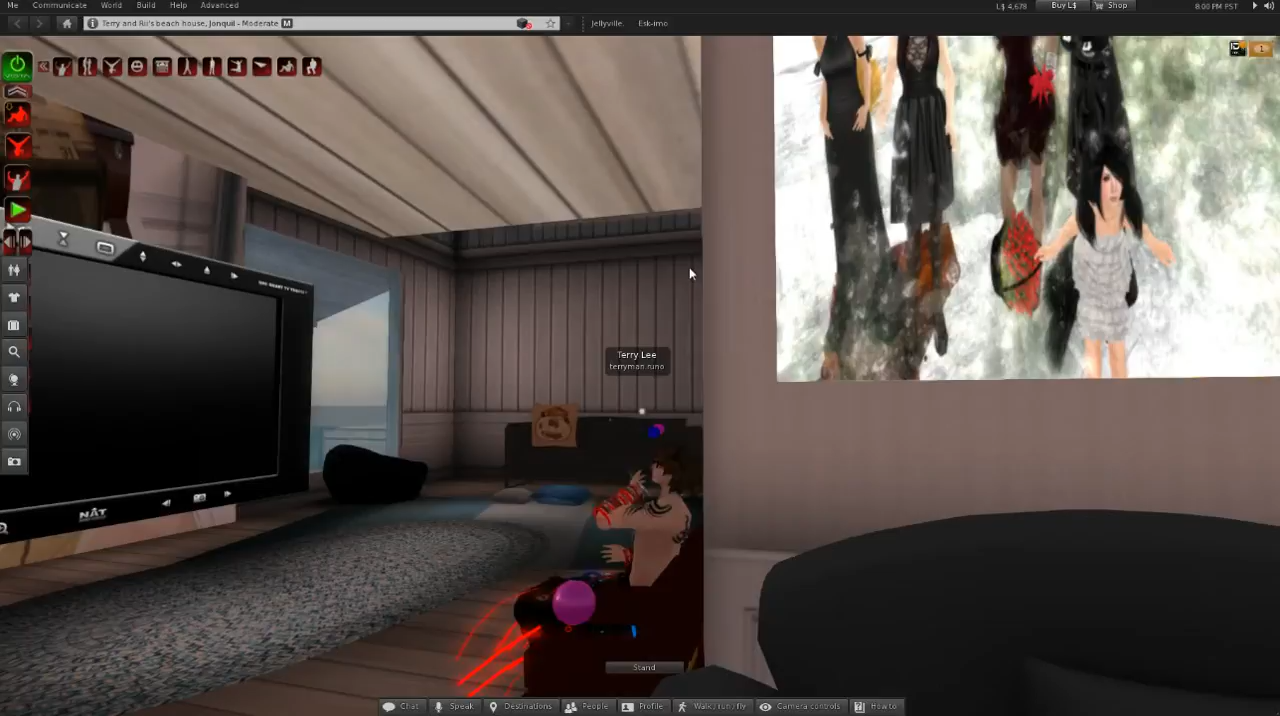 Me Communicate World Build Help Advanced L$ 4,678 Buy L$ Shop 8:00 PM PST
Terry and Rii's beach house, Jonquil - Moderate M Jellyville. Esk-imo
1
Terry Lee
terrymon.runo
NAT
Stand
Chat Speak Destinations People Profile Walk / run / fly Camera controls How to